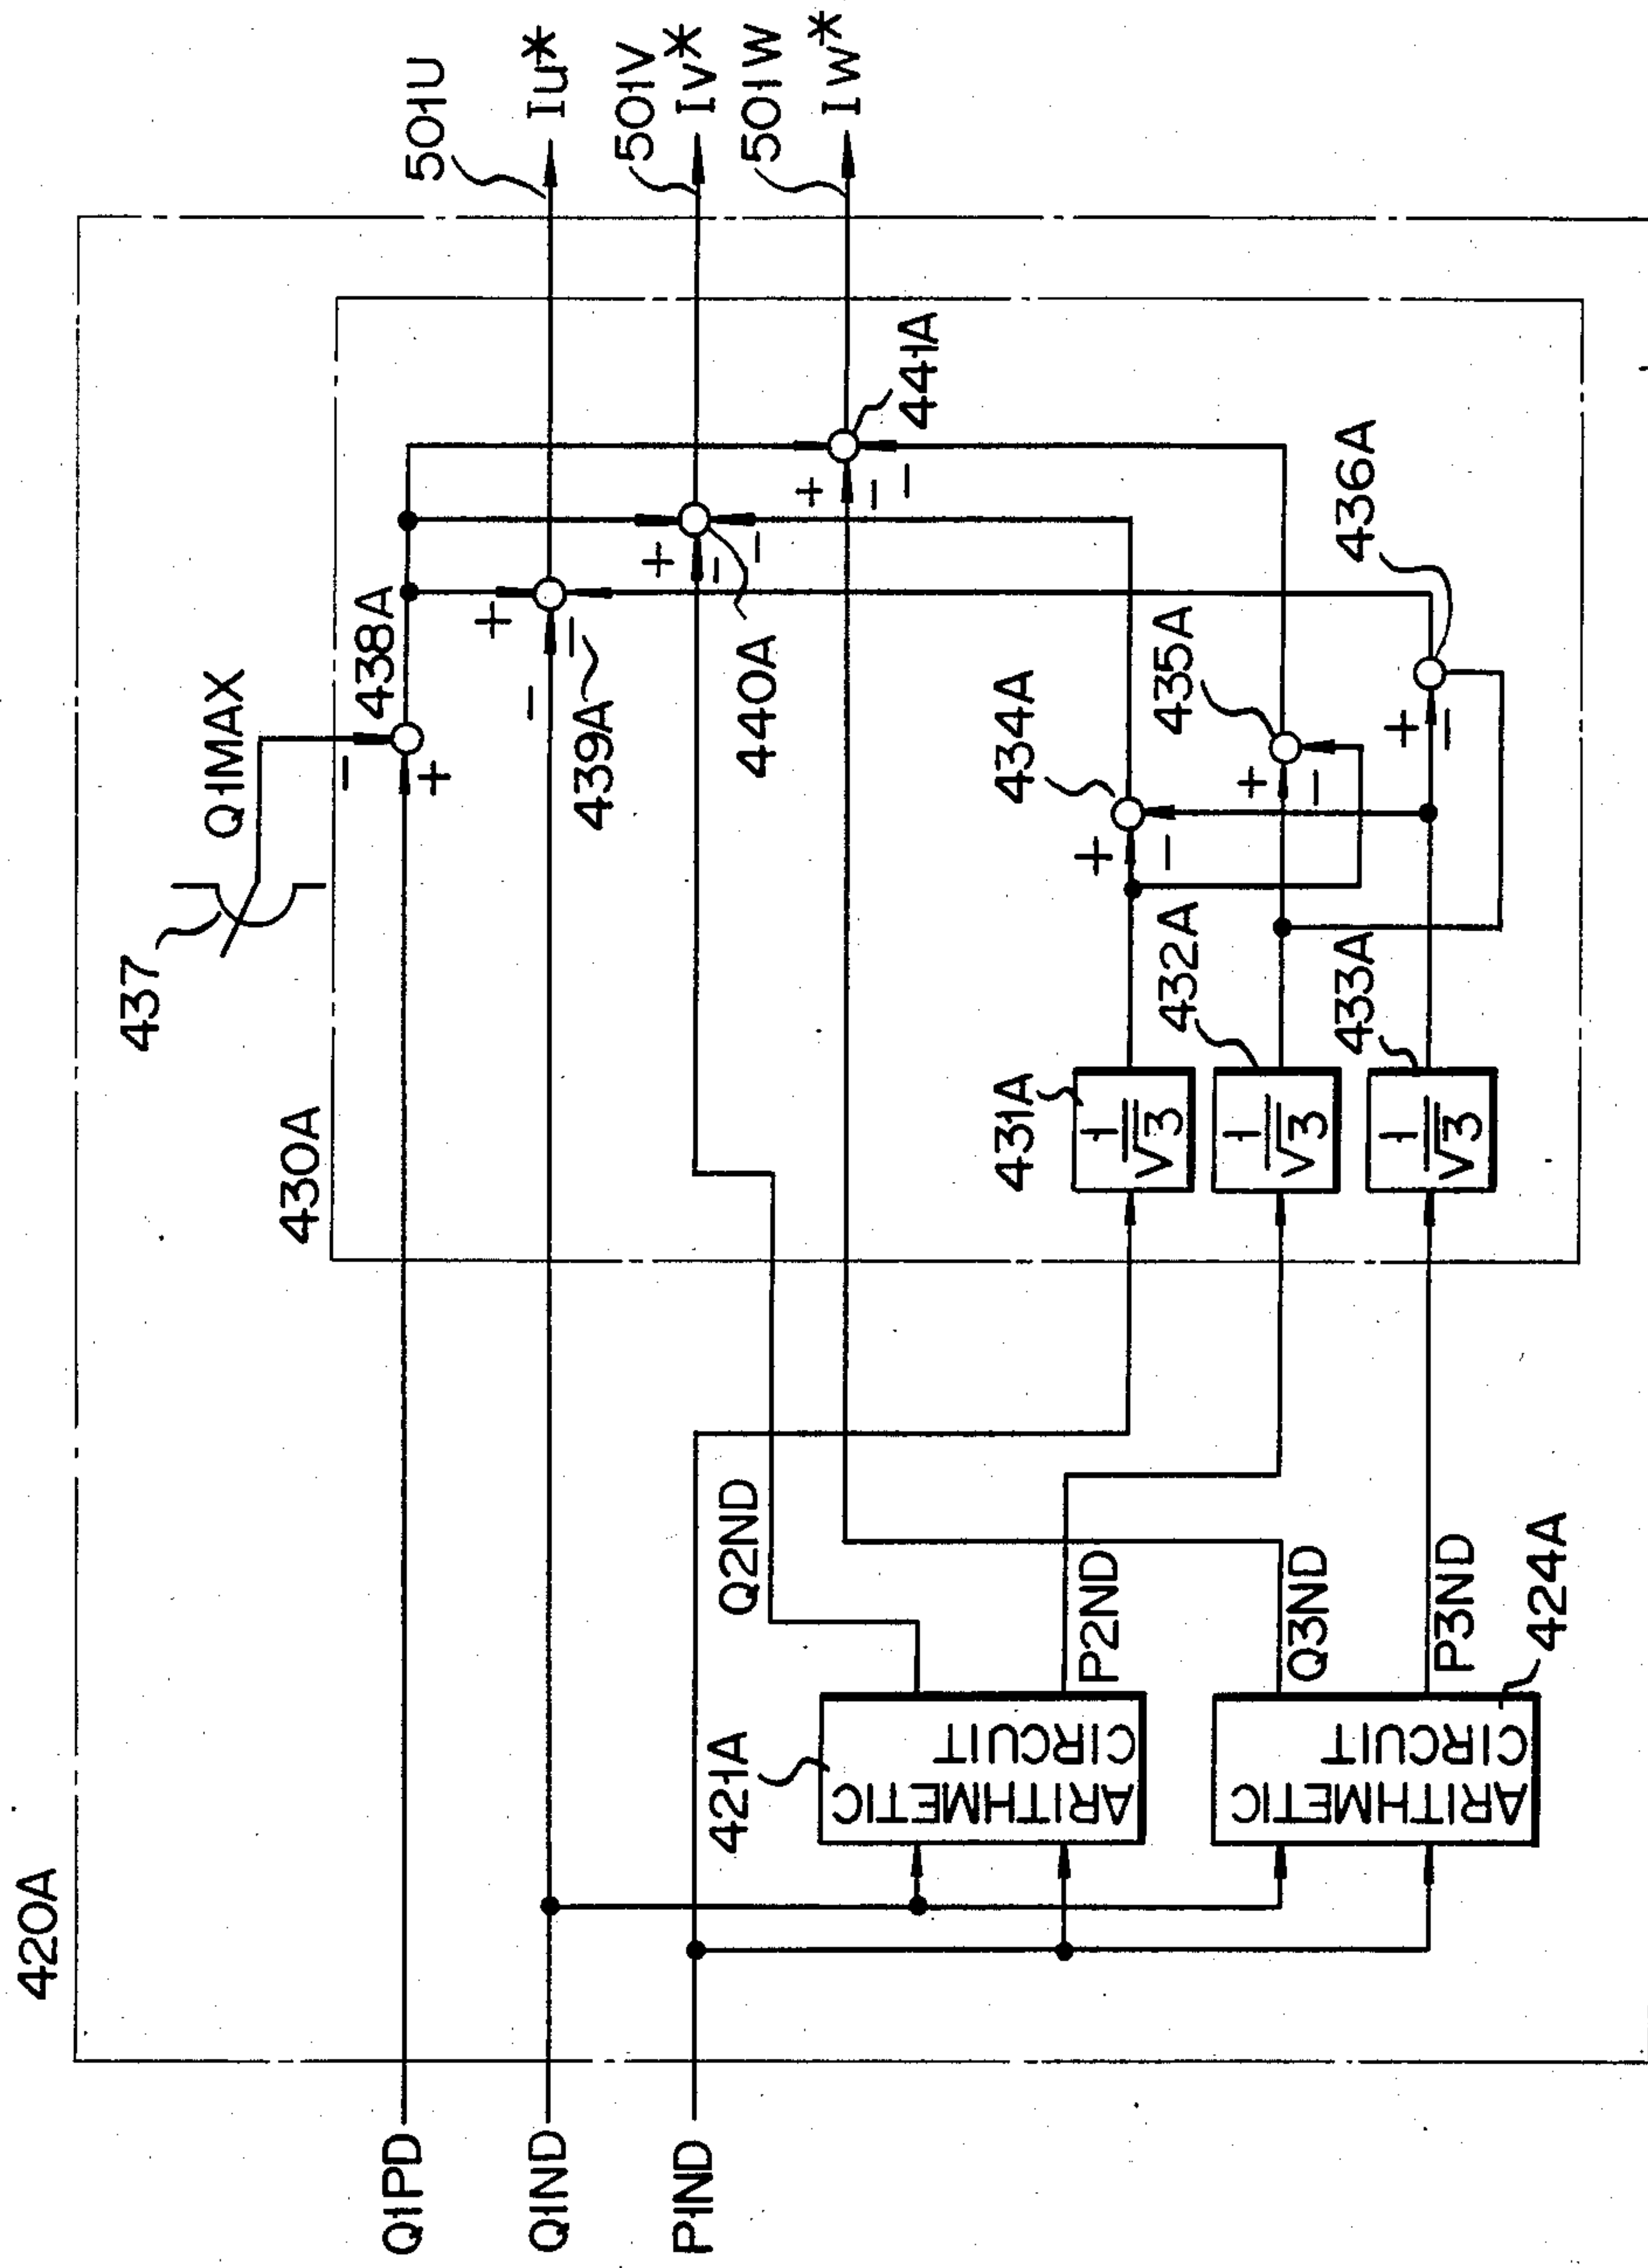 420A
Q1PD
Q1ND
P1ND
430A
437
Q1MAX
438A
−
+
501U
Iu*
501V
Iv*
501W
Iw*
+
−
−
439A
+
−
−
440A
+
−
−
441A
421A
ARITHMETIC
CIRCUIT
Q2ND
P2ND
ARITHMETIC
CIRCUIT
424A
Q3ND
P3ND
431A
1
√3
432A
1
√3
433A
1
√3
434A
+
−
435A
+
−
436A
+
−